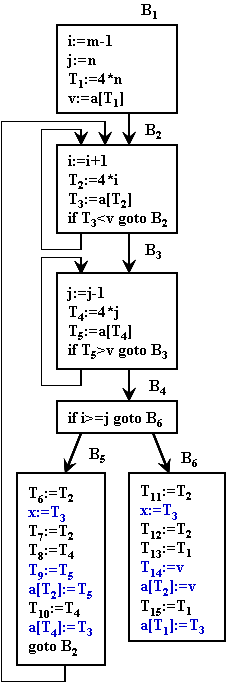 B₁
i:=m-1
j:=n
T₁:=4*n
v:=a[T₁]
B₂
i:=i+1
T₂:=4*i
T₃:=a[T₂]
if T₃<v goto B₂
B₃
j:=j-1
T₄:=4*j
T₅:=a[T₄]
if T₅>v goto B₃
B₄
if i>=j goto B₆
B₅
T₆:=T₂
x:=T₃
T₇:=T₂
T₈:=T₄
T₉:=T₅
a[T₂]:=T₅
T₁₀:=T₄
a[T₄]:=T₃
goto B₂
B₆
T₁₁:=T₂
x:=T₃
T₁₂:=T₂
T₁₃:=T₁
T₁₄:=v
a[T₂]:=v
T₁₅:=T₁
a[T₁]:=T₃